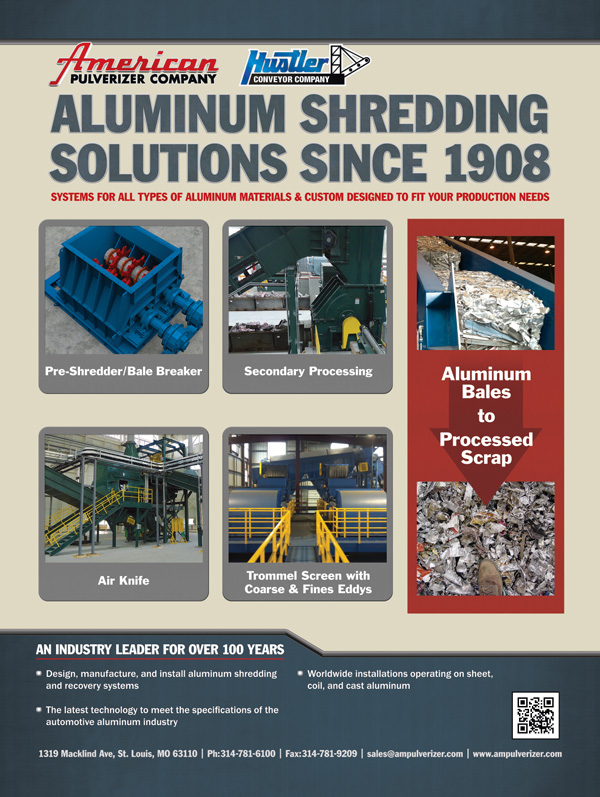 American
PULVERIZER COMPANY
Hustler
CONVEYOR COMPANY
ALUMINUM SHREDDING
SOLUTIONS SINCE 1908
SYSTEMS FOR ALL TYPES OF ALUMINUM MATERIALS & CUSTOM DESIGNED TO FIT YOUR PRODUCTION NEEDS
Pre-Shredder/Bale Breaker
Secondary Processing
Air Knife
Trommel Screen with
Coarse & Fines Eddys
Aluminum
Bales
to
Processed
Scrap
AN INDUSTRY LEADER FOR OVER 100 YEARS
Design, manufacture, and install aluminum shredding
and recovery systems
The latest technology to meet the specifications of the
automotive aluminum industry
Worldwide installations operating on sheet,
coil, and cast aluminum
1319 Macklind Ave, St. Louis, MO 63110 | Ph:314-781-6100 | Fax:314-781-9209 | sales@ampulverizer.com | www.ampulverizer.com